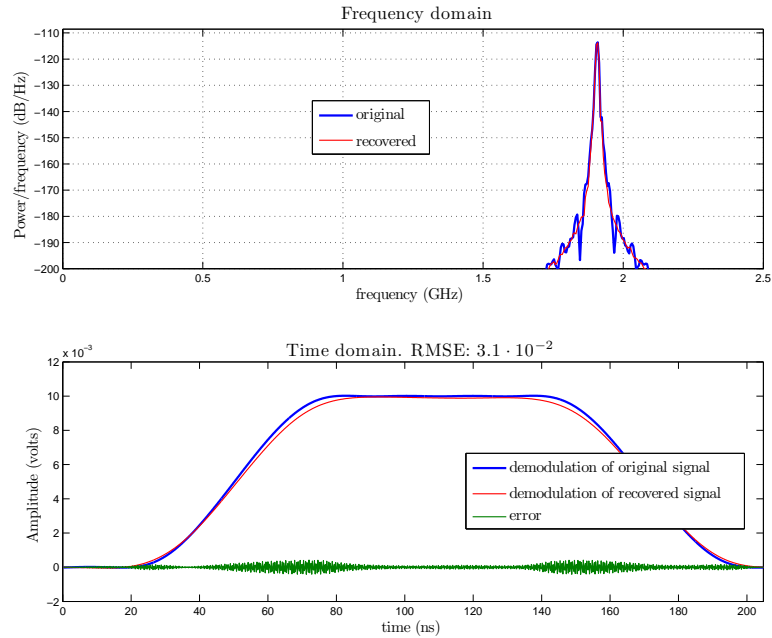 Frequency domain
−110
−120
−130
−140
−150
−160
−170
−180
−190
−200
Power/frequency (dB/Hz)
original
recovered
0
0.5
1
1.5
2
2.5
frequency (GHz)
Time domain. RMSE: 3.1 · 10⁻²
x 10⁻³
12
10
8
6
4
2
0
−2
Amplitude (volts)
demodulation of original signal
demodulation of recovered signal
error
0
20
40
60
80
100
120
140
160
180
200
time (ns)